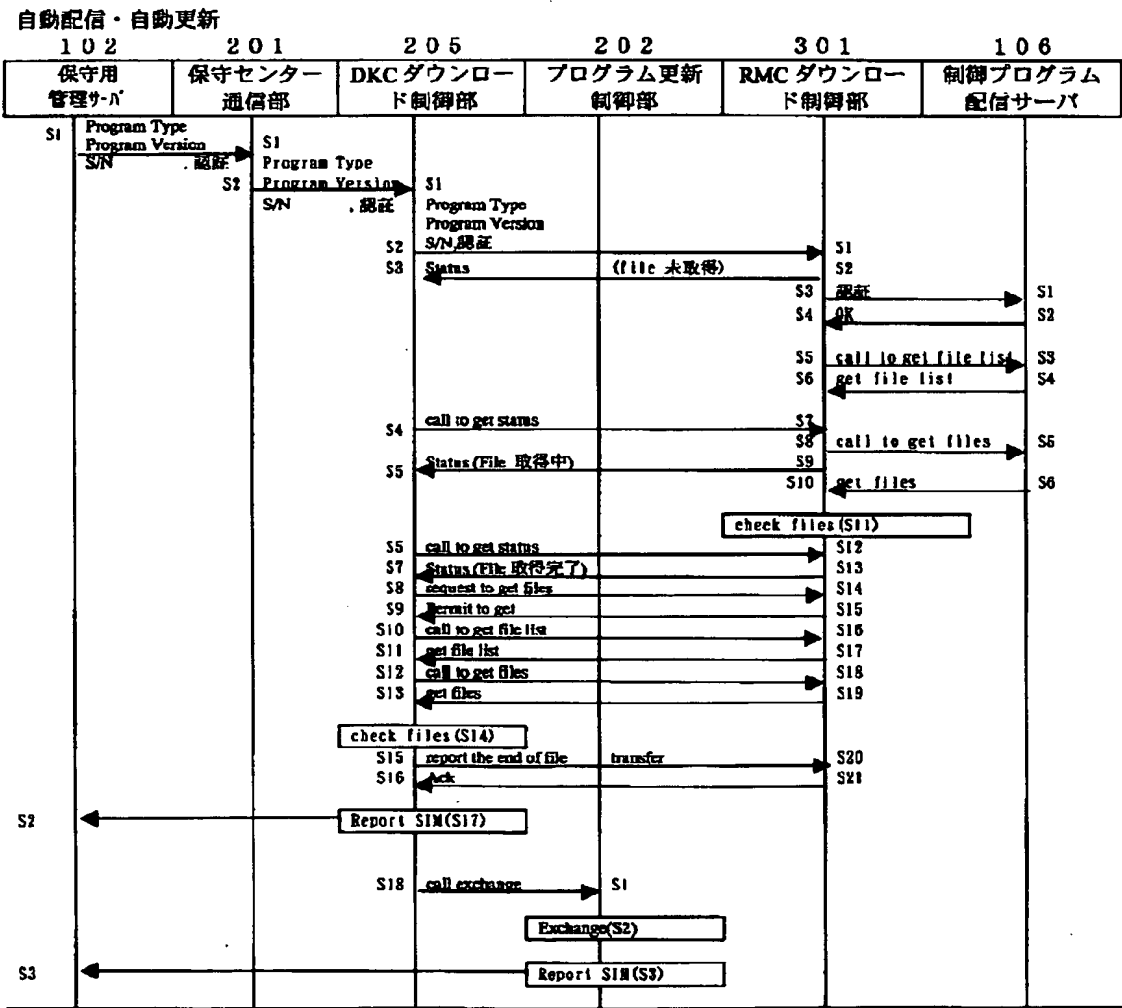 自動配信・自動更新
102 201 205 202 301 106
保守用 保守センター DKCダウンロー プログラム更新 RMCダウンロー 制御プログラム
管理サーバ 通信部 ド制御部 制御部 ド制御部 配信サーバ
S1 Program Type
Program Version S1
S/N .認証 Program Type
S2 Program Version S1
S/N .認証 Program Type
Program Version
S2 S/N,認証 S1
S3 Status (file 未取得) S2
S3 認証 S1
S4 OK S2
S5 call to get file list S3
S6 get file list S4
S4 call to get status S7
S8 call to get files S5
S5 Status(File 取得中) S9
S10 get files S6
check files(S11)
S5 call to get status S12
S7 Status(File 取得完了) S13
S8 request to get files S14
S9 Permit to get S15
S10 call to get file list S16
S11 get file list S17
S12 call to get files S18
S13 get files S19
check files(S14)
S15 report the end of file transfer S20
S16 Ack S21
S2 Report SIM(S17)
S18 call exchange S1
Exchange(S2)
S3 Report SIM(S3)